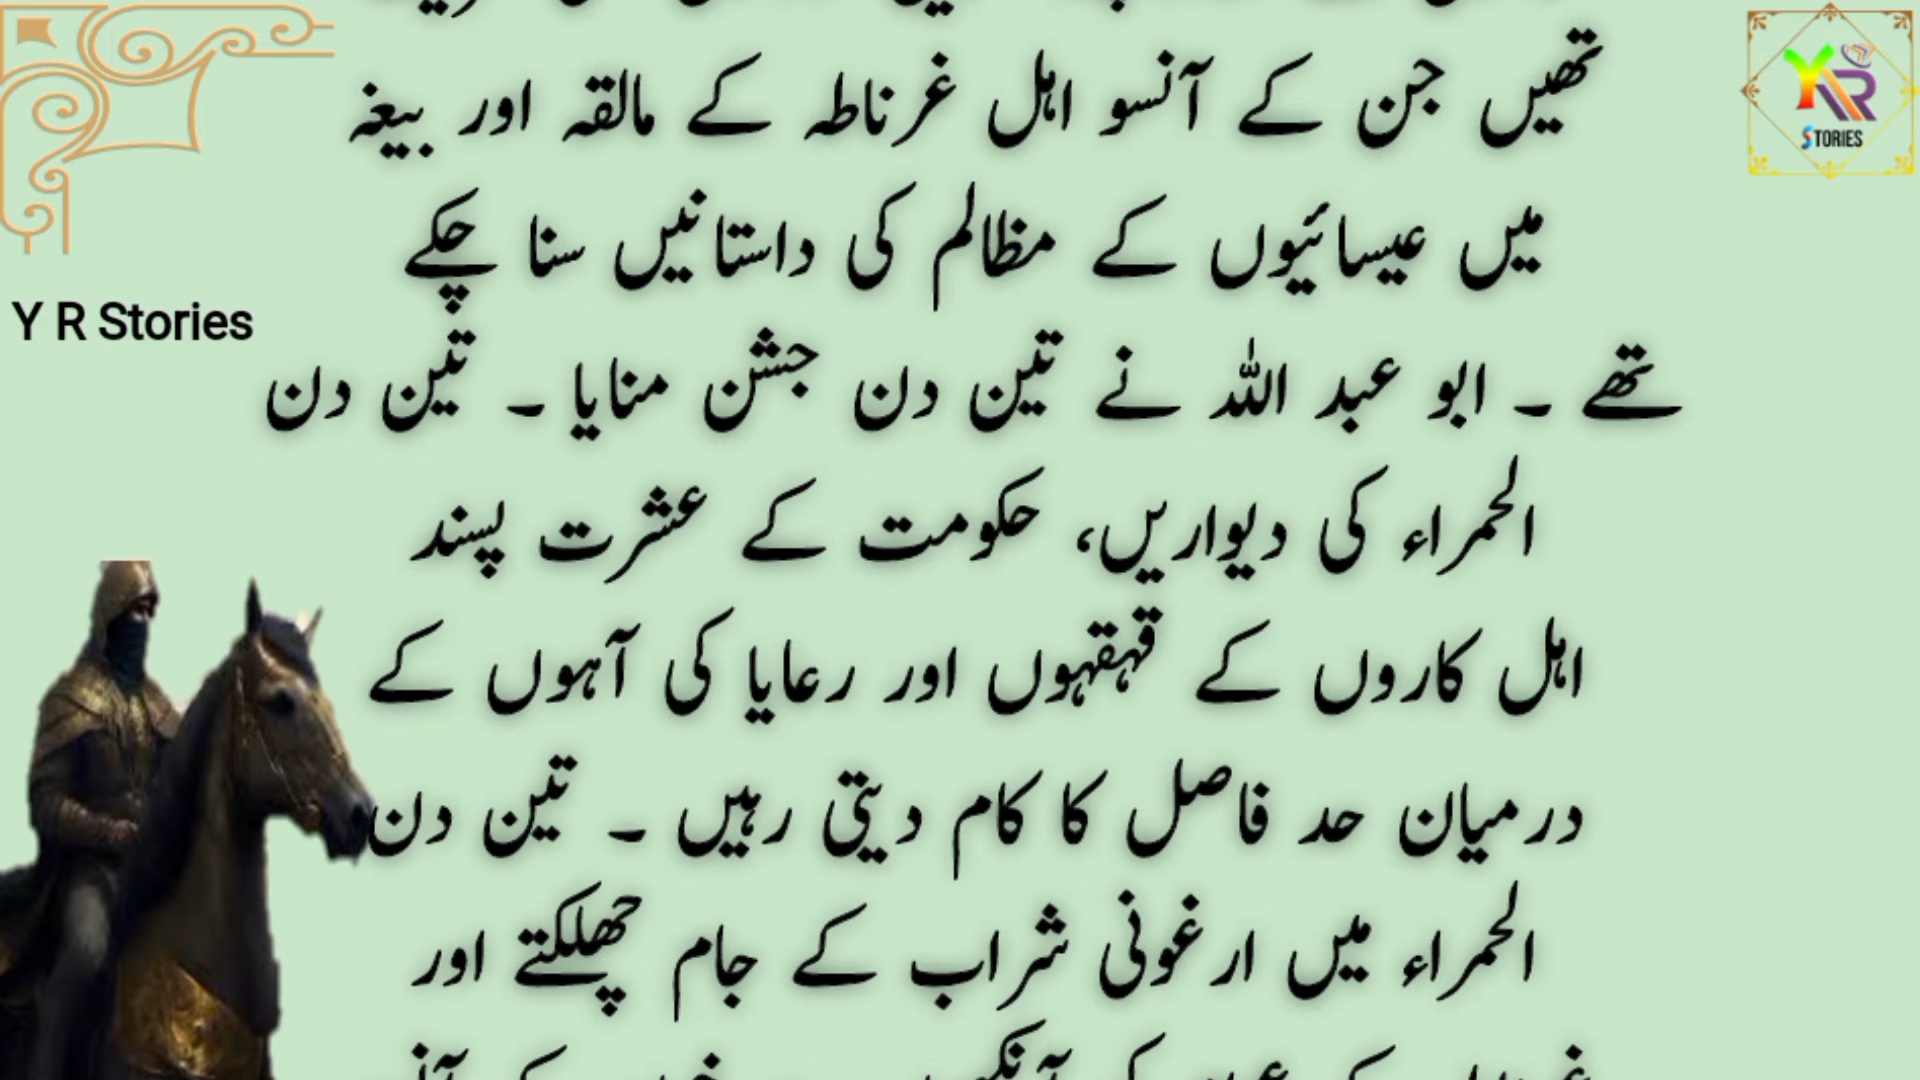 تھیں جن کے آنسو اہل غرناطہ کے مالقہ اور بیغہ
میں عیسائیوں کے مظالم کی داستانیں سنا چکے
تھے ۔ ابو عبد اللہ نے تین دن جشن منایا ۔ تین دن
الحمراء کی دیواریں، حکومت کے عشرت پسند
اہل کاروں کے قہقہوں اور رعایا کی آہوں کے
درمیان حد فاصل کا کام دیتی رہیں ۔ تین دن
الحمراء میں ارغونی شراب کے جام چھلکتے اور
Y R Stories
YR
STORIES